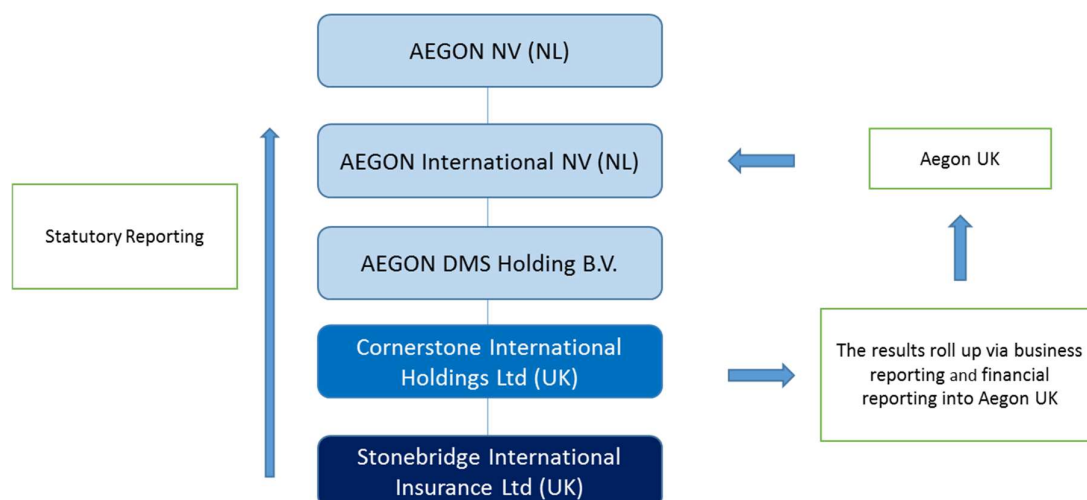 AEGON NV (NL)
AEGON International NV (NL)
Aegon UK
Statutory Reporting
AEGON DMS Holding B.V.
Cornerstone International
Holdings Ltd (UK)
The results roll up via business
reporting and financial
reporting into Aegon UK
Stonebridge International
Insurance Ltd (UK)